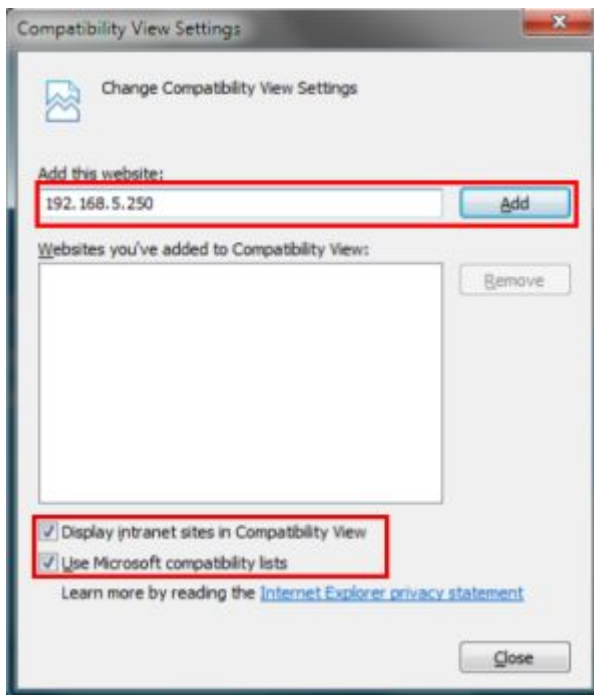 Compatibility View Settings
Change Compatibility View Settings
Add this website:
192.168.5.250
Add
Websites you've added to Compatibility View:
Remove
Display intranet sites in Compatibility View
Use Microsoft compatibility lists
Learn more by reading the Internet Explorer privacy statement
Close